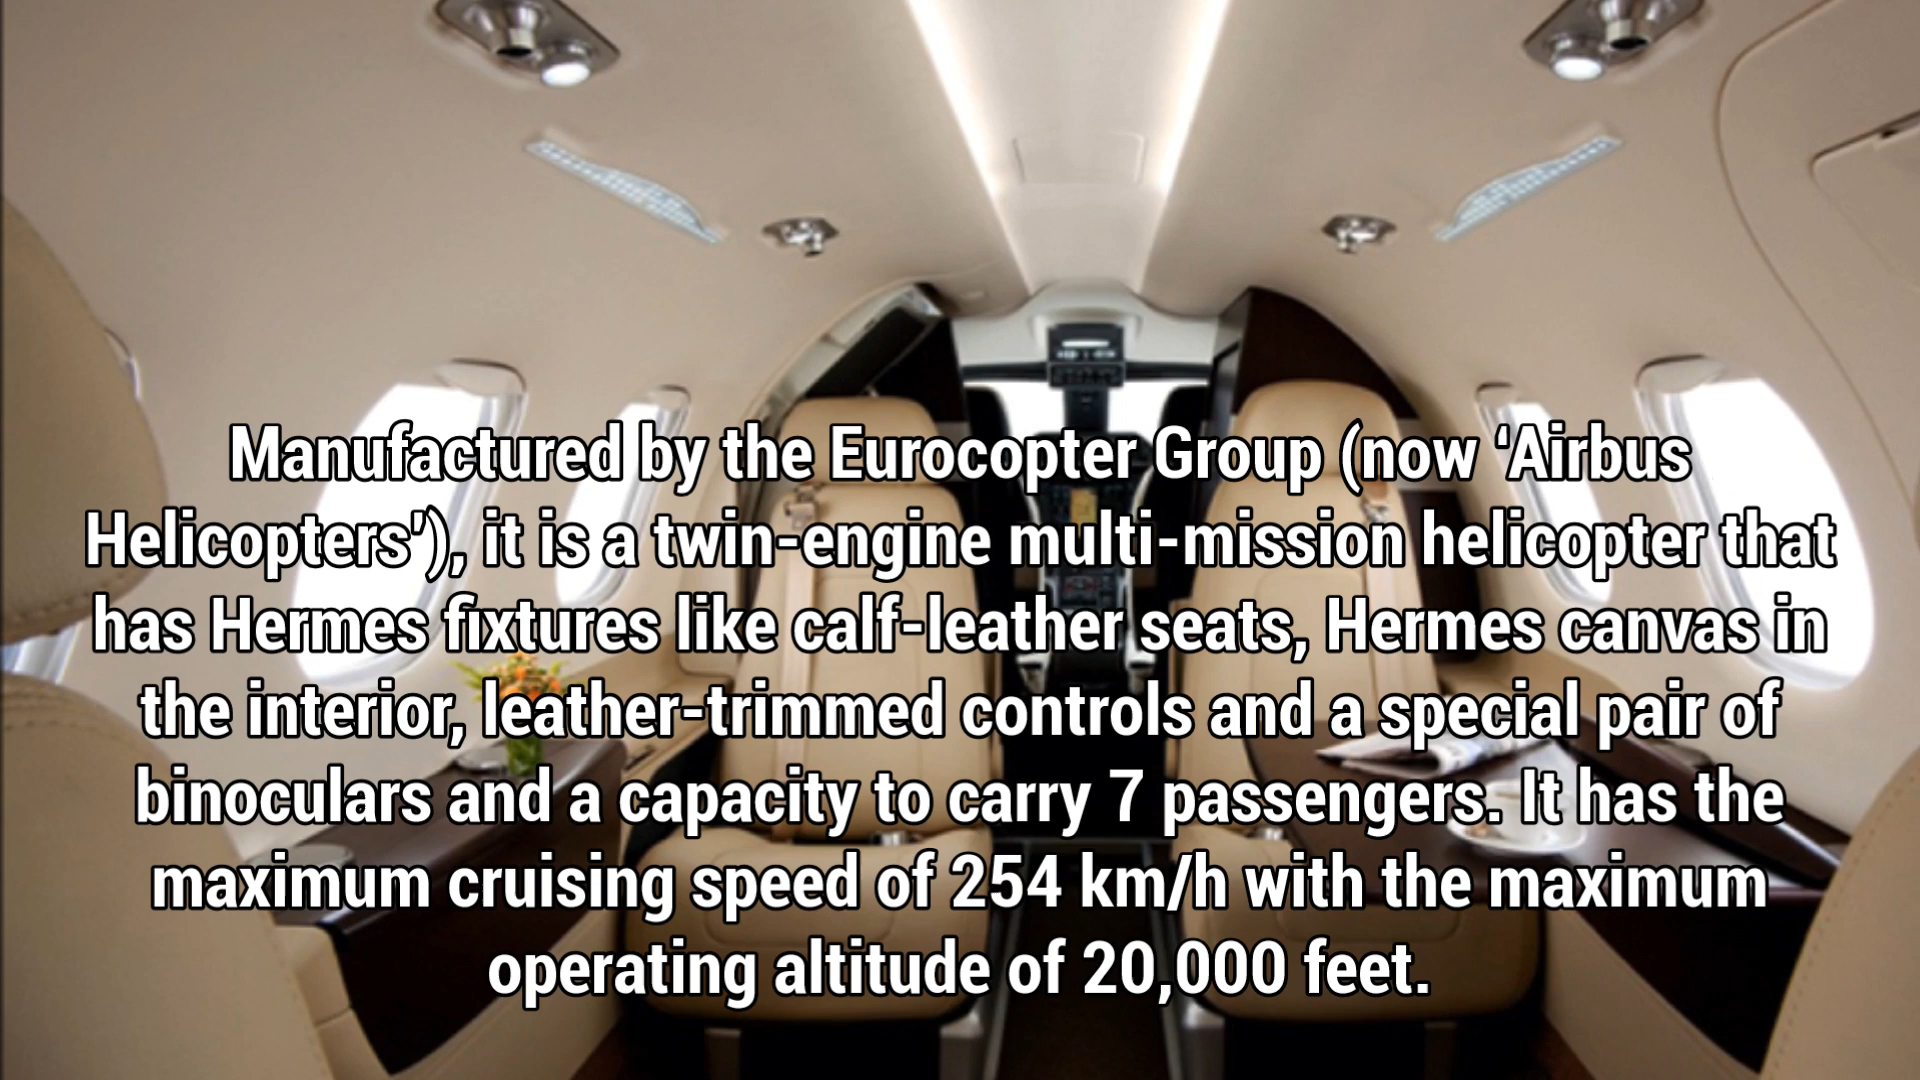 Manufactured by the Eurocopter Group (now ‘Airbus
Helicopters'), it is a twin-engine multi-mission helicopter that
has Hermes fixtures like calf-leather seats, Hermes canvas in
the interior, leather-trimmed controls and a special pair of
binoculars and a capacity to carry 7 passengers. It has the
maximum cruising speed of 254 km/h with the maximum
operating altitude of 20,000 feet.